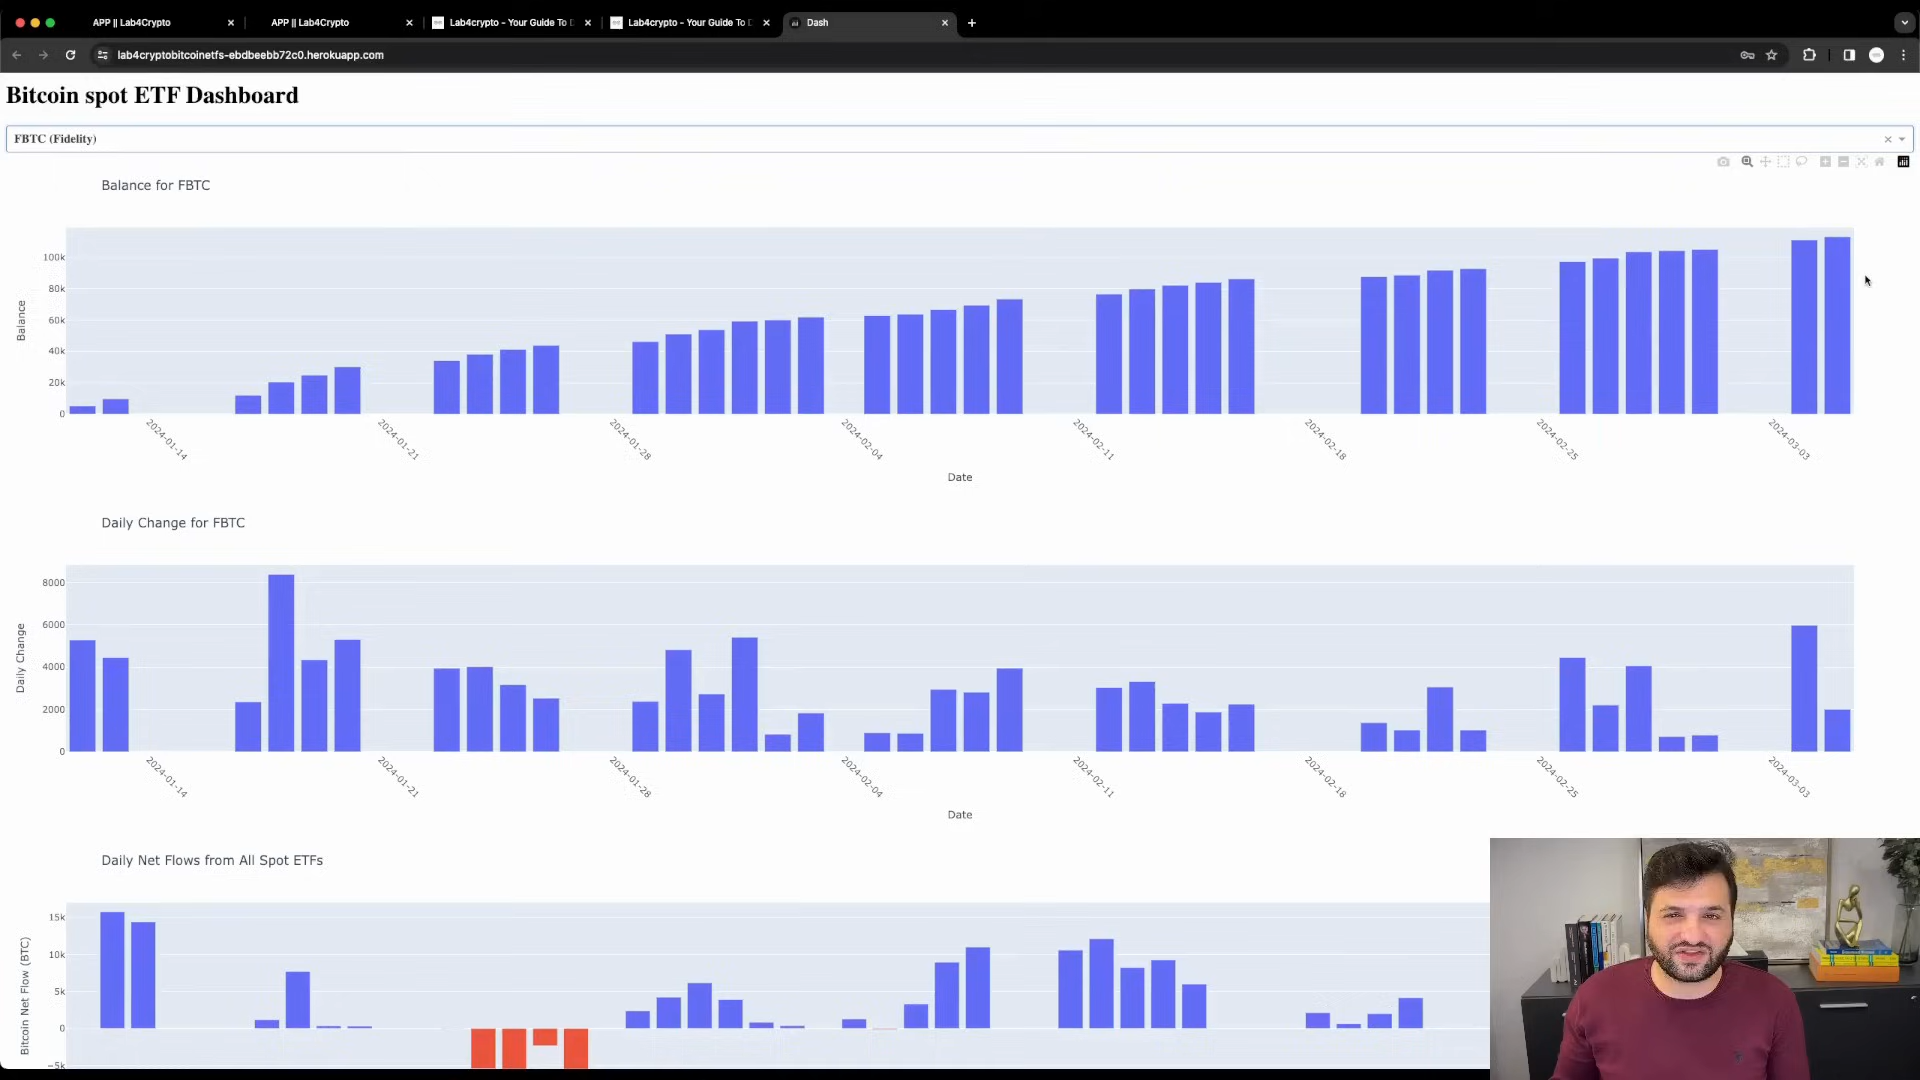 APP || Lab4Crypto
APP || Lab4Crypto
Lab4crypto - Your Guide To D
Lab4crypto - Your Guide To D
Dash
lab4cryptobitcoinetfs-ebdbeebb72c0.herokuapp.com
Bitcoin spot ETF Dashboard
FBTC (Fidelity)
Balance for FBTC
Balance
100k
80k
60k
40k
20k
0
2024-01-14
2024-01-21
2024-01-28
2024-02-04
2024-02-11
2024-02-18
2024-02-25
2024-03-03
Date
Daily Change for FBTC
Daily Change
8000
6000
4000
2000
0
2024-01-14
2024-01-21
2024-01-28
2024-02-04
2024-02-11
2024-02-18
2024-02-25
2024-03-03
Date
Daily Net Flows from All Spot ETFs
Bitcoin Net Flow (BTC)
15k
10k
5k
0
−5k